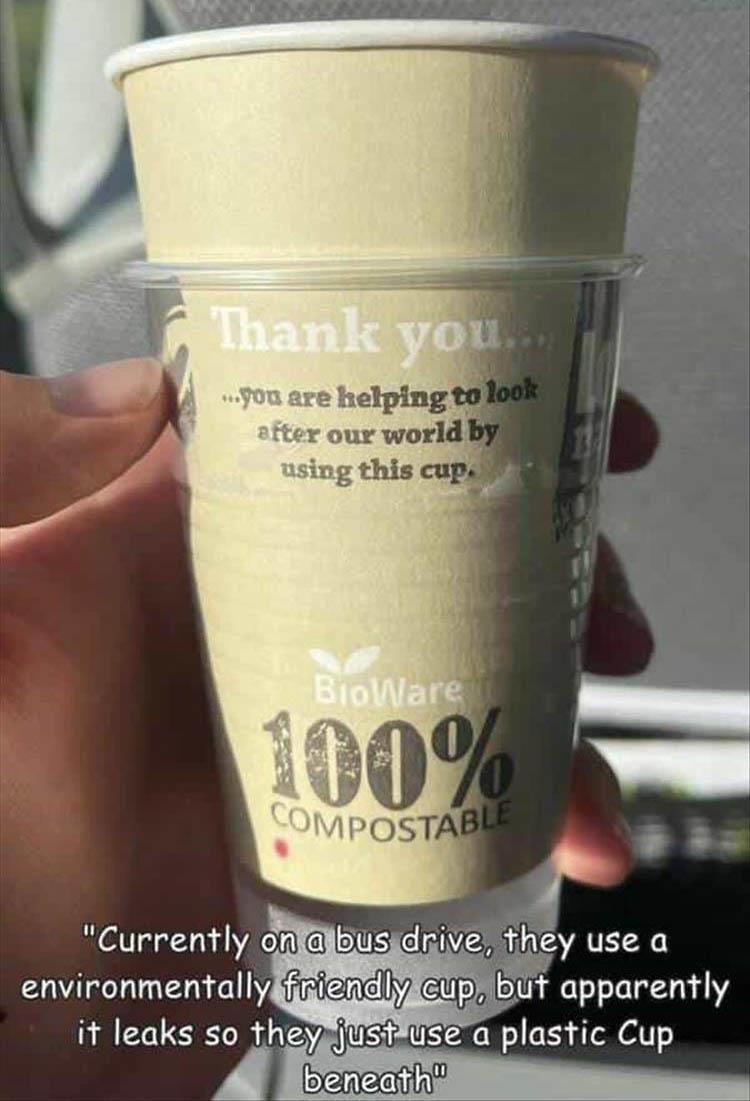 Thank you...
...you are helping to look
after our world by
using this cup.
BioWare
100%
COMPOSTABLE
"Currently on a bus drive, they use a
environmentally friendly cup, but apparently
it leaks so they just use a plastic Cup
beneath"